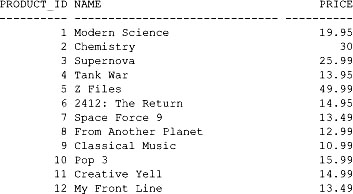 PRODUCT_ID NAME PRICE
---------- ------------------------------ ----------
1 Modern Science 19.95
2 Chemistry 30
3 Supernova 25.99
4 Tank War 13.95
5 Z Files 49.99
6 2412: The Return 14.95
7 Space Force 9 13.49
8 From Another Planet 12.99
9 Classical Music 10.99
10 Pop 3 15.99
11 Creative Yell 14.99
12 My Front Line 13.49